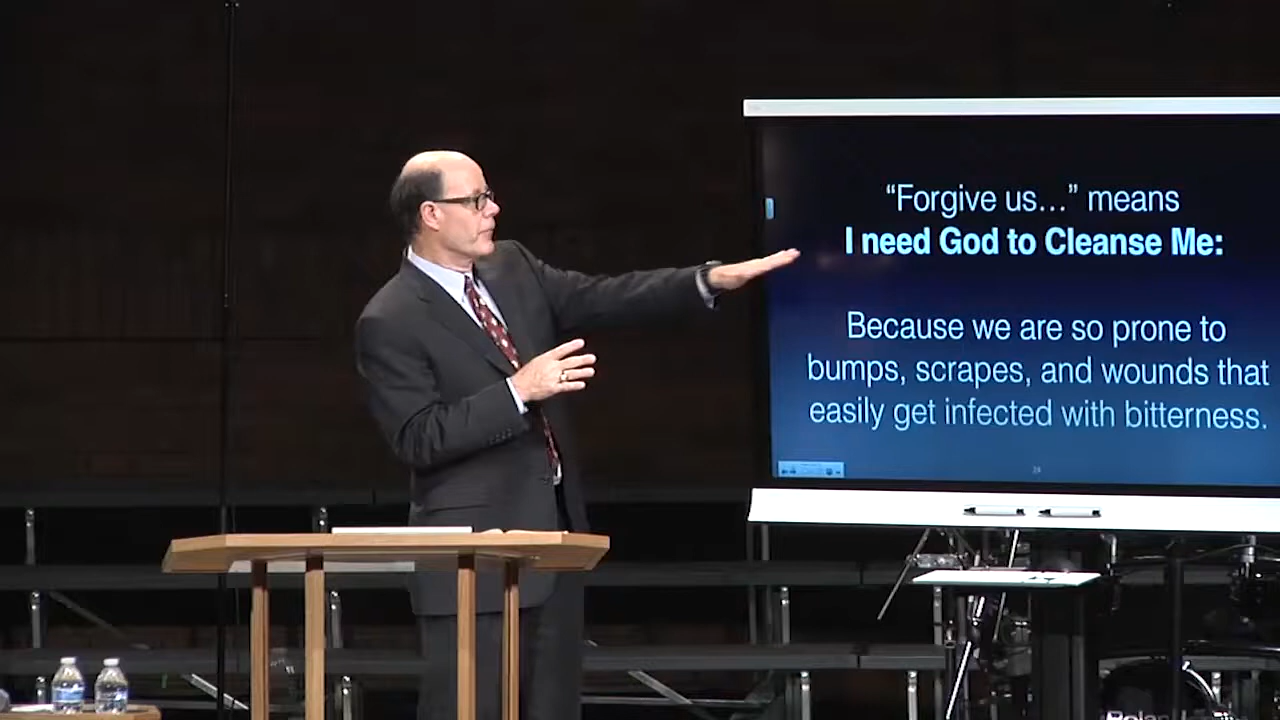 “Forgive us…” means
I need God to Cleanse Me:
Because we are so prone to
bumps, scrapes, and wounds that
easily get infected with bitterness.
24